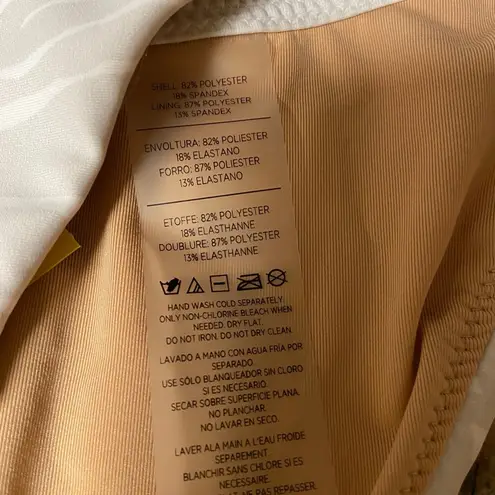 SHELL: 82% POLYESTER
18% SPANDEX
LINING: 87% POLYESTER
13% SPANDEX
ENVOLTURA: 82% POLIESTER
18% ELASTANO
FORRO: 87% POLIESTER
13% ELASTANO
ETOFFE: 82% POLYESTER
18% ELASTHANNE
DOUBLURE: 87% POLYESTER
13% ELASTHANNE
HAND WASH COLD SEPARATELY.
ONLY NON-CHLORINE BLEACH WHEN
NEEDED. DRY FLAT.
DO NOT IRON. DO NOT DRY CLEAN.
LAVADO A MANO CON AGUA FRÍA POR
SEPARADO.
USE SÓLO BLANQUEADOR SIN CLORO
SI ES NECESARIO.
SECAR SOBRE SUPERFICIE PLANA.
NO PLANCHAR.
NO LAVAR EN SECO.
LAVER ALA MAIN A L'EAU FROIDE
SEPAREMENT.
BLANCHIR SANS CHLORE SI ES
NECESSAIRE.
NE PAS REPASSER.